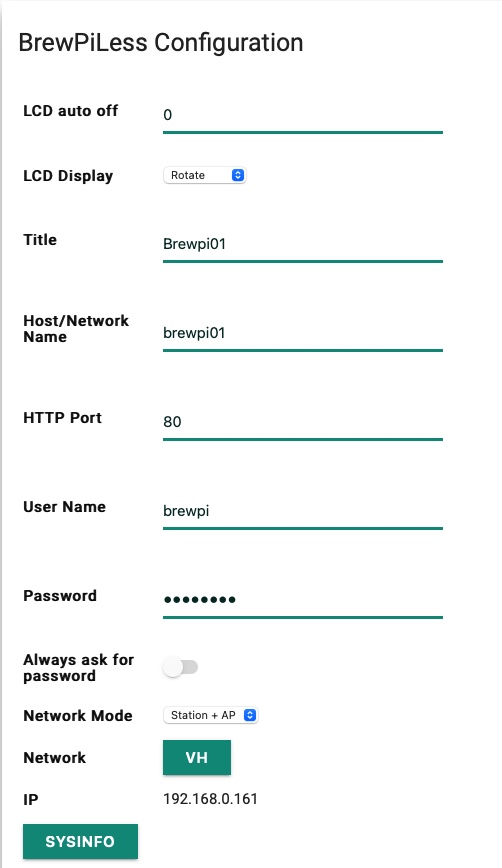 BrewPiLess Configuration
LCD auto off
0
LCD Display
Rotate
Title
Brewpi01
Host/Network
Name
brewpi01
HTTP Port
80
User Name
brewpi
Password
••••••••
Always ask for
password
Network Mode
Station + AP
Network
VH
IP
192.168.0.161
SYSINFO